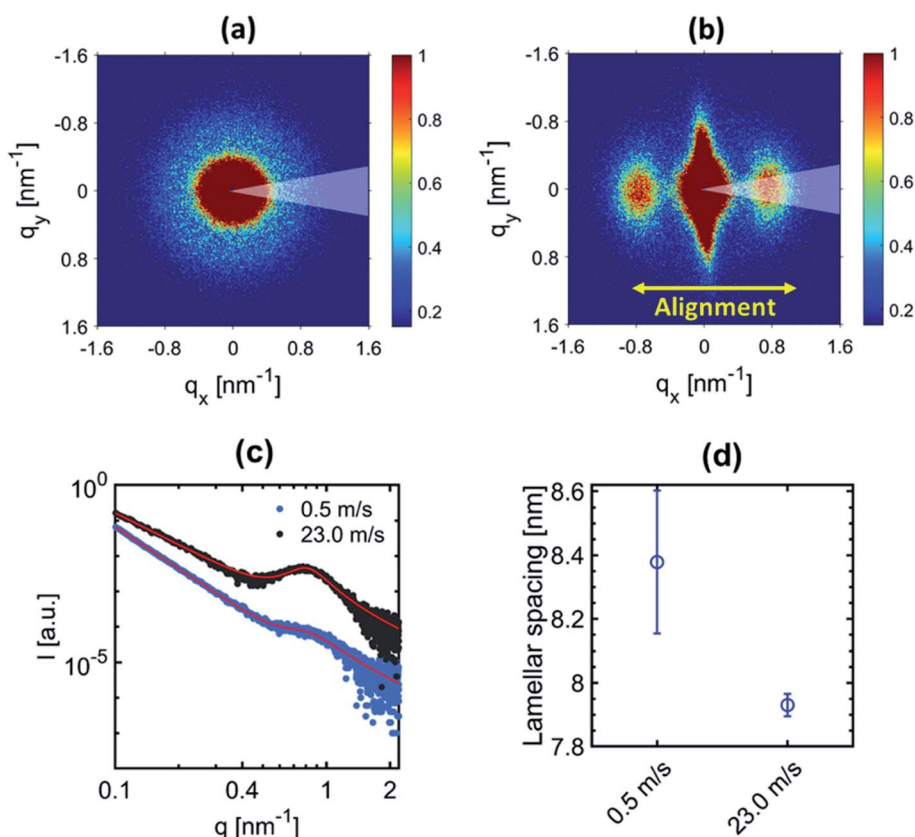 (a)
(b)
-1.6
-0.8
0
0.8
1.6
q_y [nm⁻¹]
-1.6 -0.8 0 0.8 1.6
q_x [nm⁻¹]
1
0.8
0.6
0.4
0.2
-1.6
-0.8
0
0.8
1.6
q_y [nm⁻¹]
Alignment
-1.6 -0.8 0 0.8 1.6
q_x [nm⁻¹]
1
0.8
0.6
0.4
0.2
(c)
(d)
I [a.u.]
10⁰
10⁻⁵
0.5 m/s
23.0 m/s
0.1 0.4 1 2
q [nm⁻¹]
Lamellar spacing [nm]
8.6
8.4
8.2
8
7.8
0.5 m/s
23.0 m/s